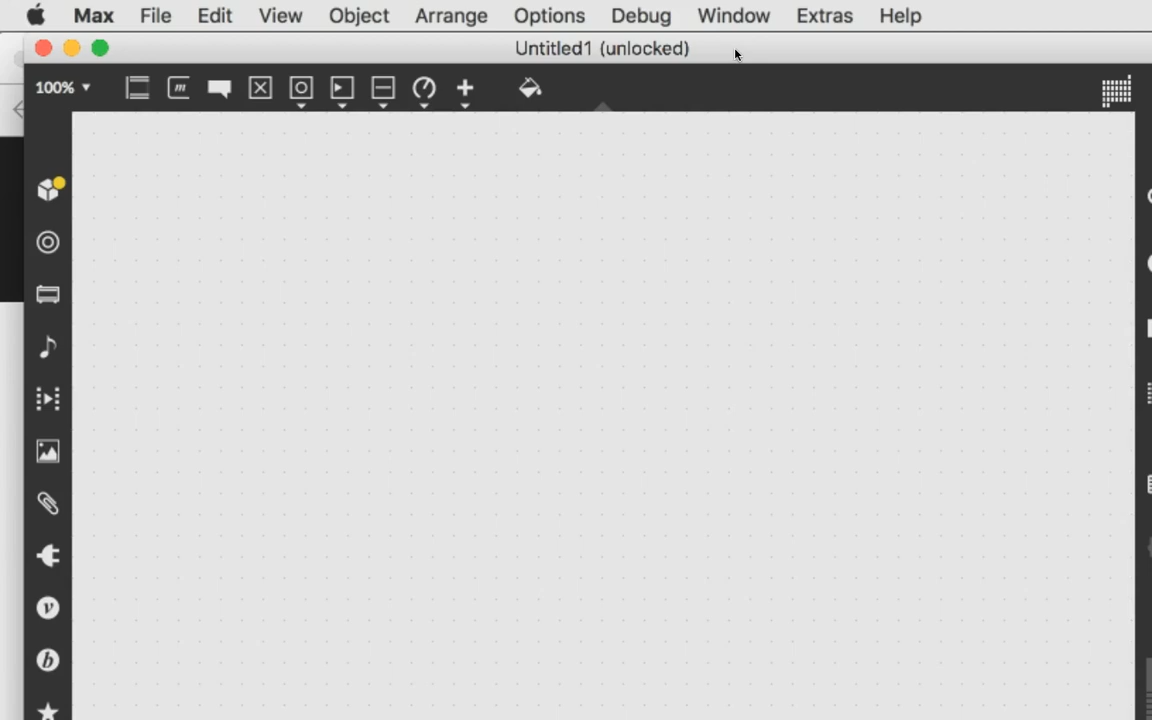 Max File Edit View Object Arrange Options Debug Window Extras Help
Untitled1 (unlocked)
100%
m
v
b